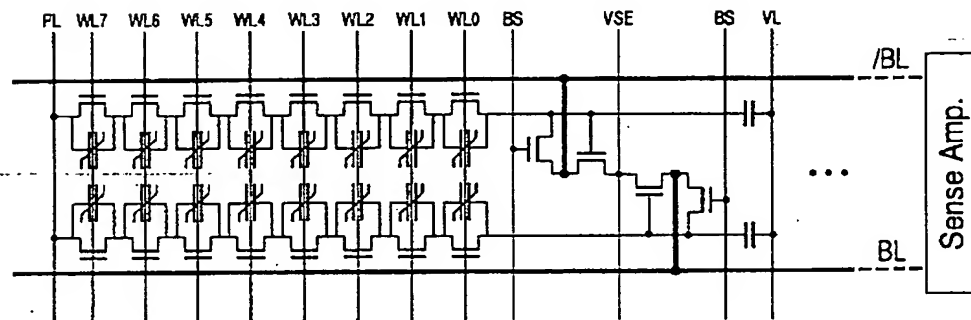 PL WL7 WL6 WL5 WL4 WL3 WL2 WL1 WL0 BS VSE BS VL
/BL
Sense Amp.
BL